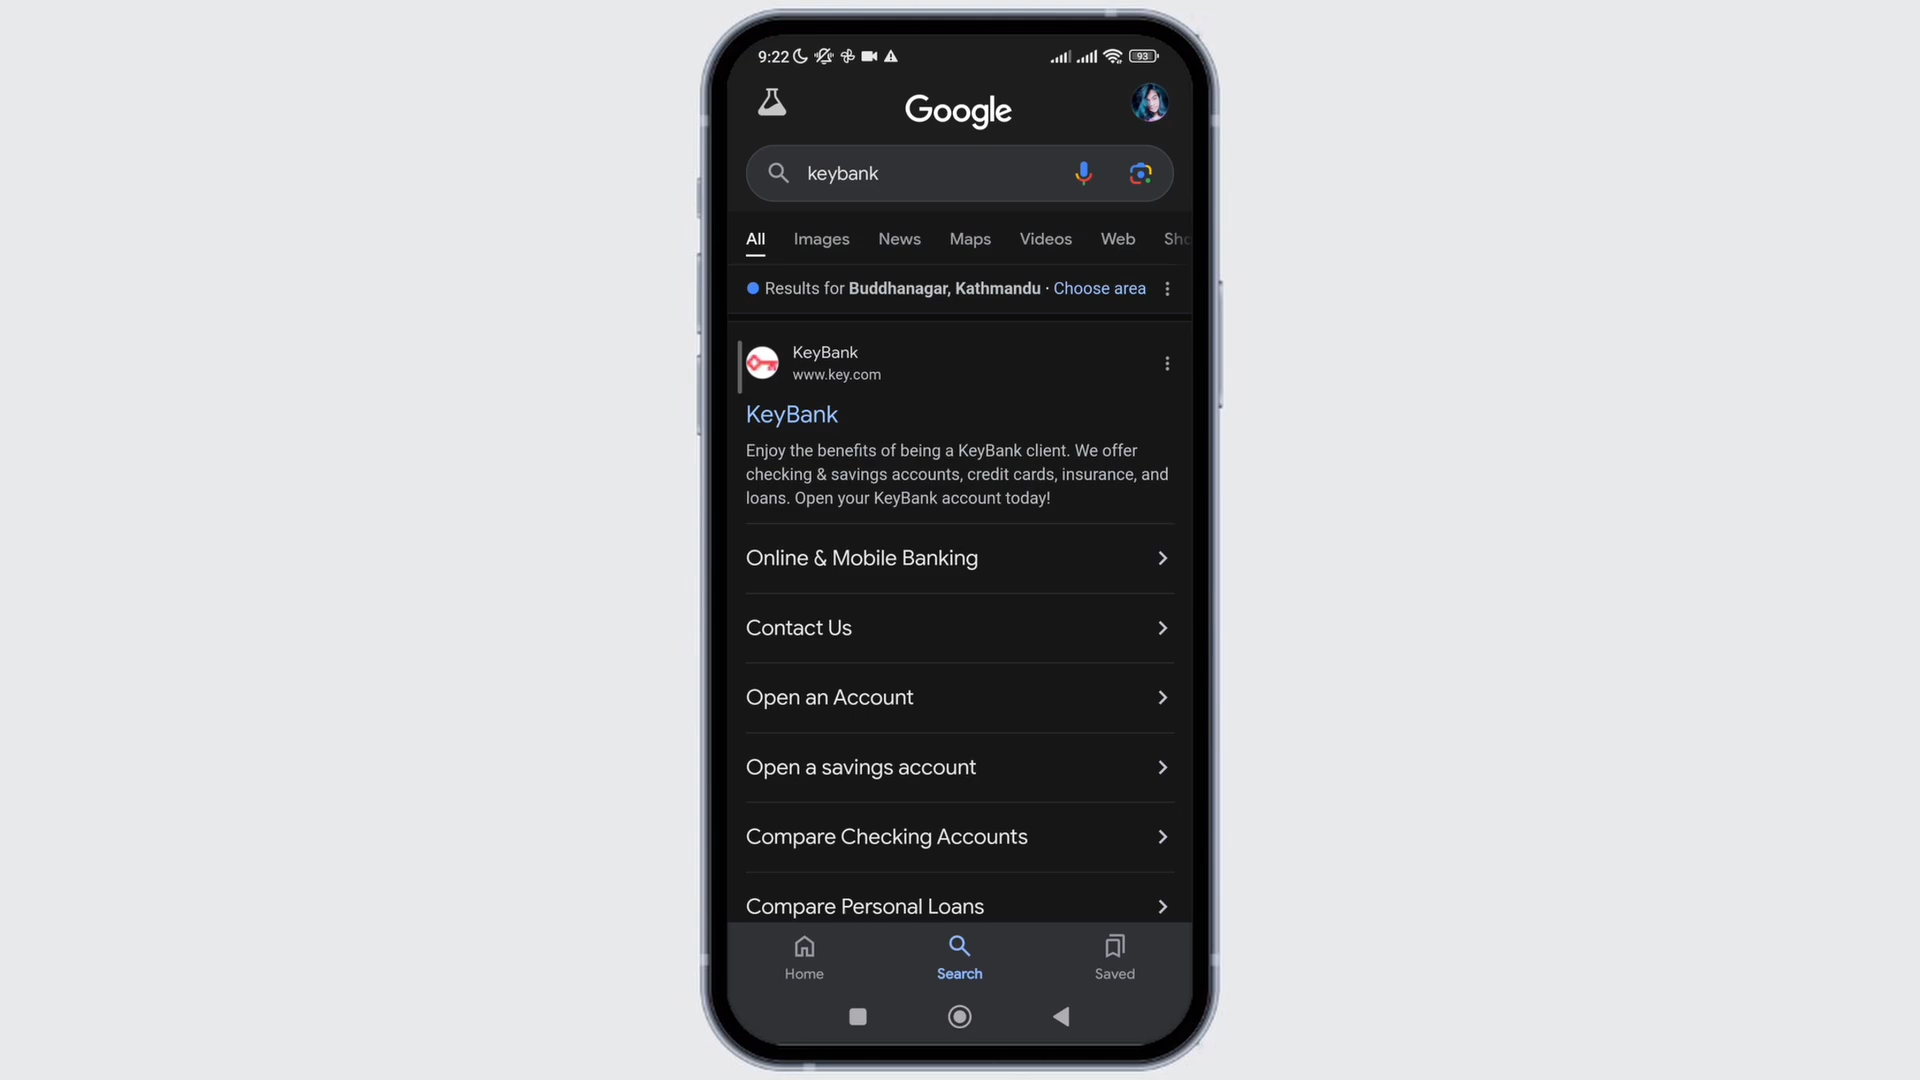 9:22
93
Google
keybank
All Images News Maps Videos Web Sho
Results for Buddhanagar, Kathmandu · Choose area
KeyBank
www.key.com
KeyBank
Enjoy the benefits of being a KeyBank client. We offer
checking & savings accounts, credit cards, insurance, and
loans. Open your KeyBank account today!
Online & Mobile Banking
Contact Us
Open an Account
Open a savings account
Compare Checking Accounts
Compare Personal Loans
Home Search Saved